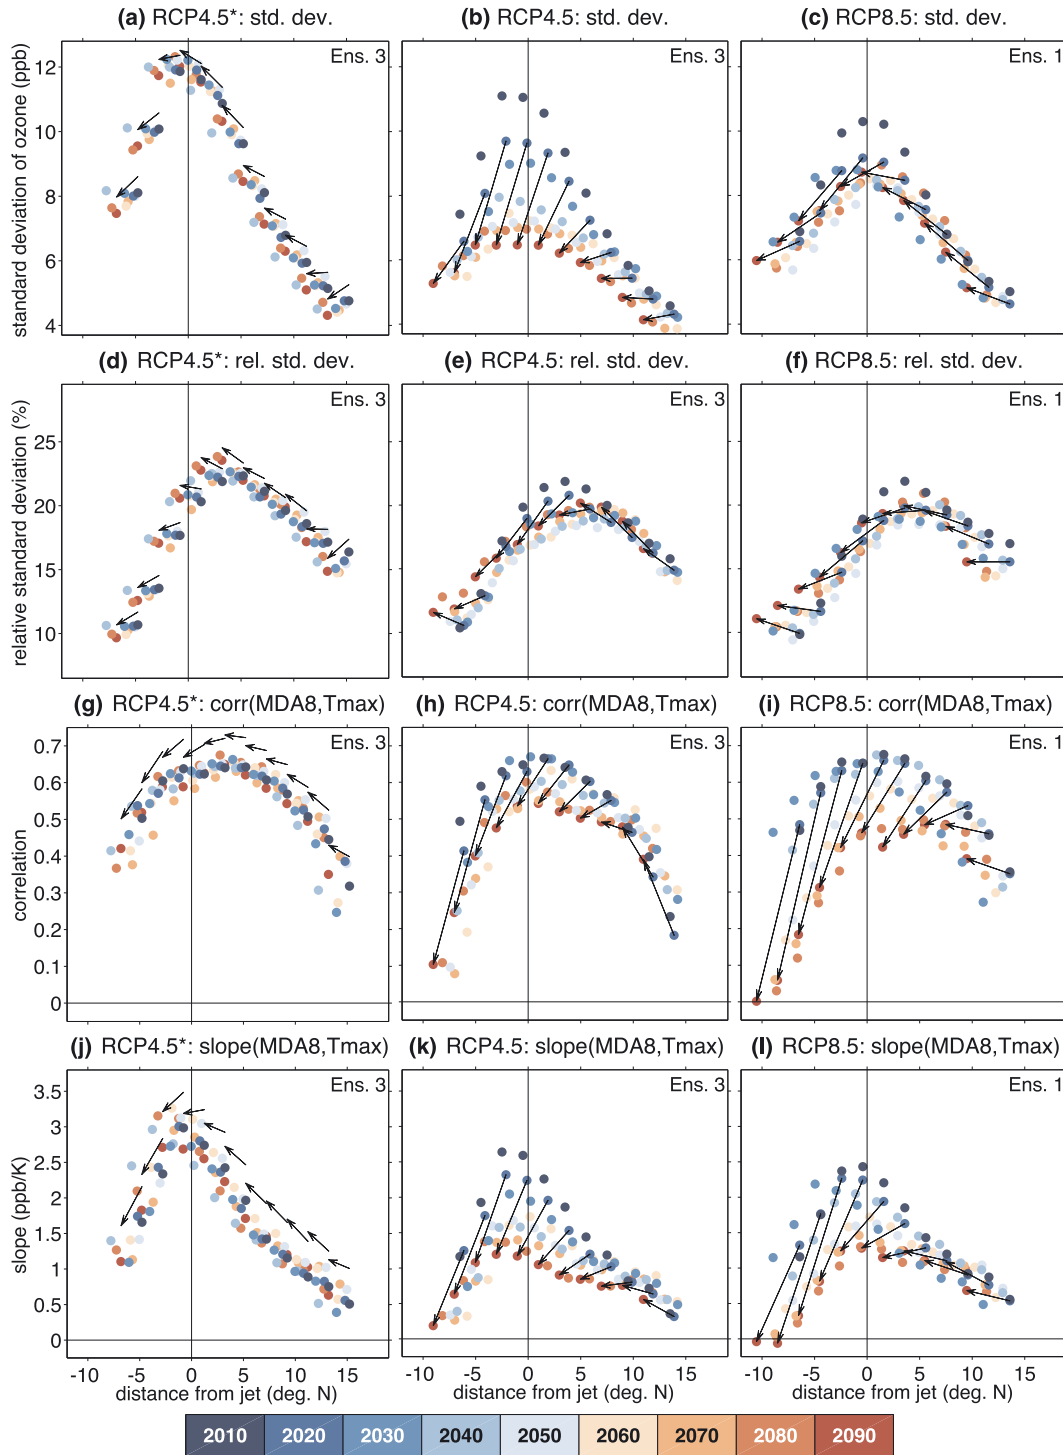 (a) RCP4.5*: std. dev.
(b) RCP4.5: std. dev.
(c) RCP8.5: std. dev.
standard deviation of ozone (ppb)
12
10
8
6
4
Ens. 3
Ens. 3
Ens. 1
(d) RCP4.5*: rel. std. dev.
(e) RCP4.5: rel. std. dev.
(f) RCP8.5: rel. std. dev.
relative standard deviation (%)
25
20
15
10
Ens. 3
Ens. 3
Ens. 1
(g) RCP4.5*: corr(MDA8,Tmax)
(h) RCP4.5: corr(MDA8,Tmax)
(i) RCP8.5: corr(MDA8,Tmax)
correlation
0.7
0.6
0.5
0.4
0.3
0.2
0.1
0
Ens. 3
Ens. 3
Ens. 1
(j) RCP4.5*: slope(MDA8,Tmax)
(k) RCP4.5: slope(MDA8,Tmax)
(l) RCP8.5: slope(MDA8,Tmax)
slope (ppb/K)
3.5
3
2.5
2
1.5
1
0.5
0
Ens. 3
Ens. 3
Ens. 1
-10 -5 0 5 10 15
-10 -5 0 5 10 15
-10 -5 0 5 10 15
distance from jet (deg. N)
distance from jet (deg. N)
distance from jet (deg. N)
2010 2020 2030 2040 2050 2060 2070 2080 2090